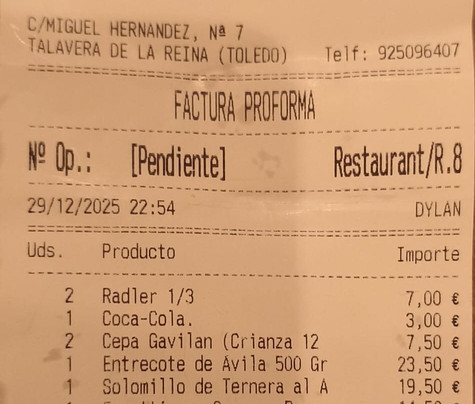 C/MIGUEL HERNANDEZ, Nª 7
TALAVERA DE LA REINA (TOLEDO) Telf: 925096407
FACTURA PROFORMA
Nº Op.: [Pendiente] Restaurant/R.8
29/12/2025 22:54 DYLAN
Uds. Producto Importe
2 Radler 1/3 7,00 €
1 Coca-Cola. 3,00 €
2 Cepa Gavilan (Crianza 12 7,50 €
1 Entrecote de Avila 500 Gr 23,50 €
1 Solomillo de Ternera al A 19,50 €